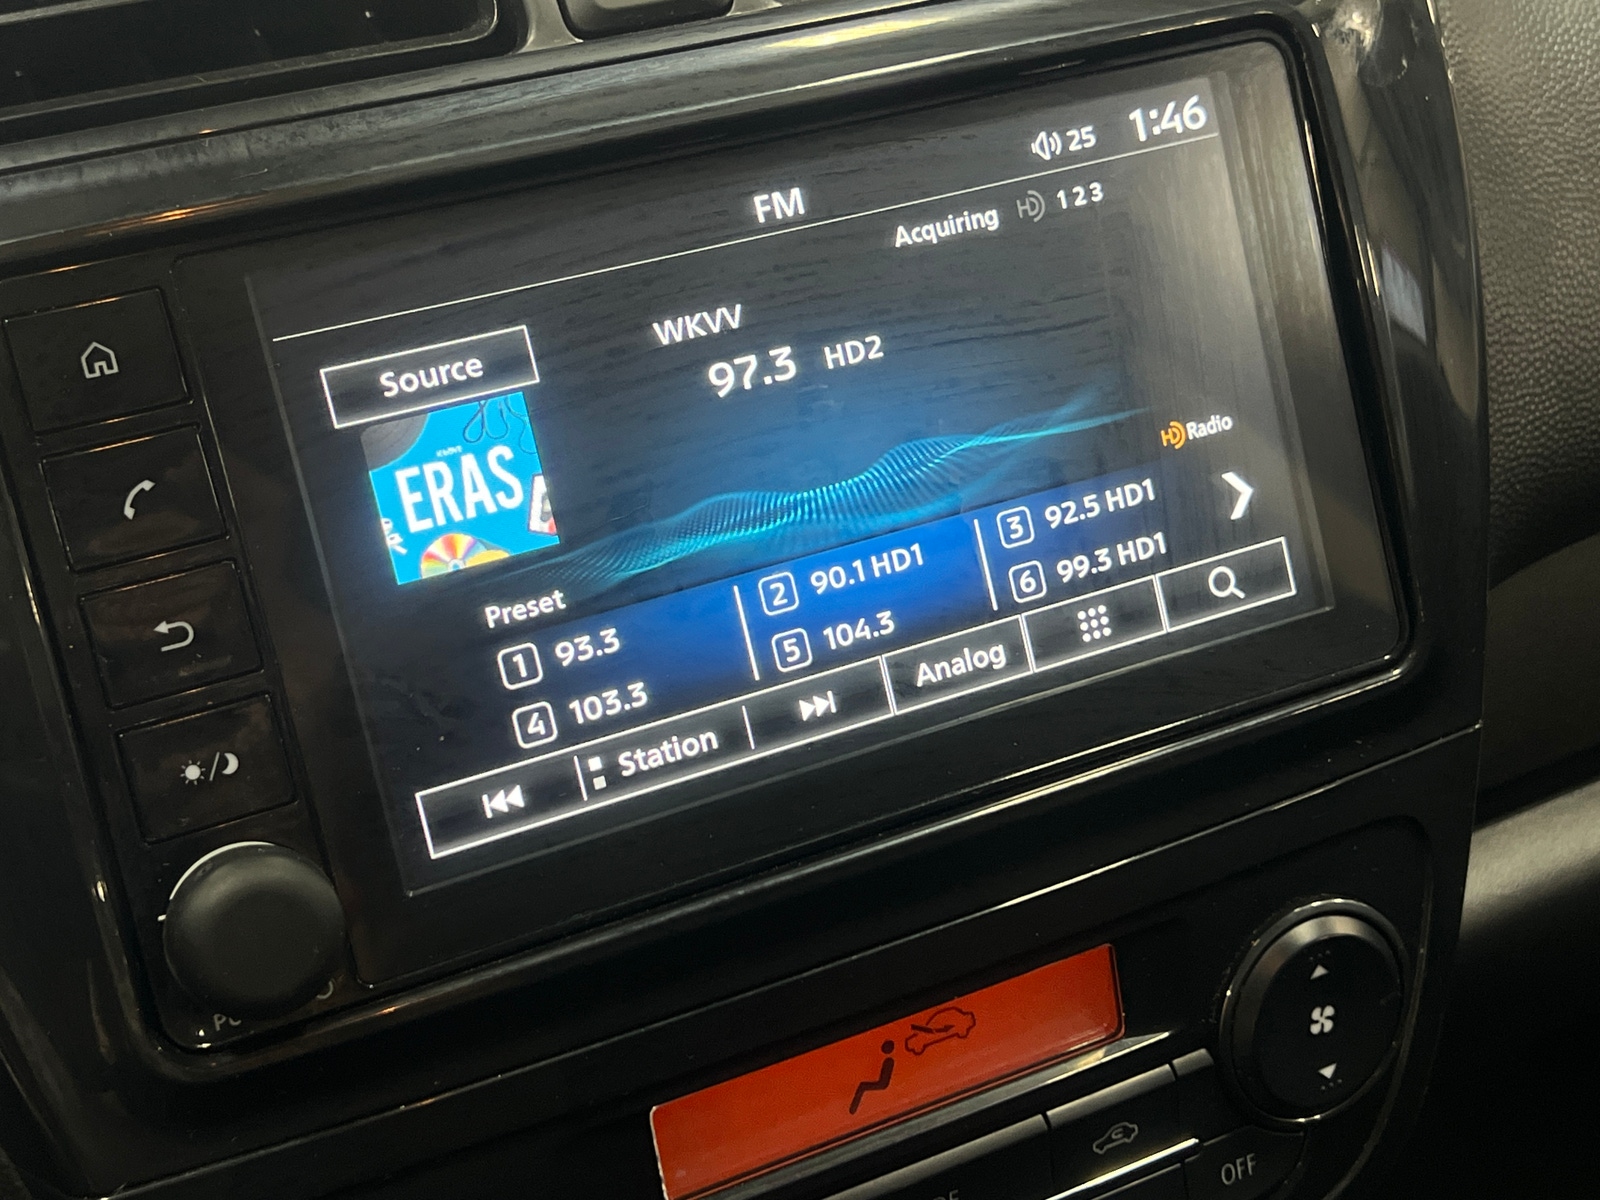 25 1:46
FM
Acquiring HD 1 2 3
WKVV
97.3 HD2
Source
ERAS
HD Radio
Preset
1 93.3
2 90.1 HD1
3 92.5 HD1
4 103.3
5 104.3
6 99.3 HD1
Station
Analog
OFF